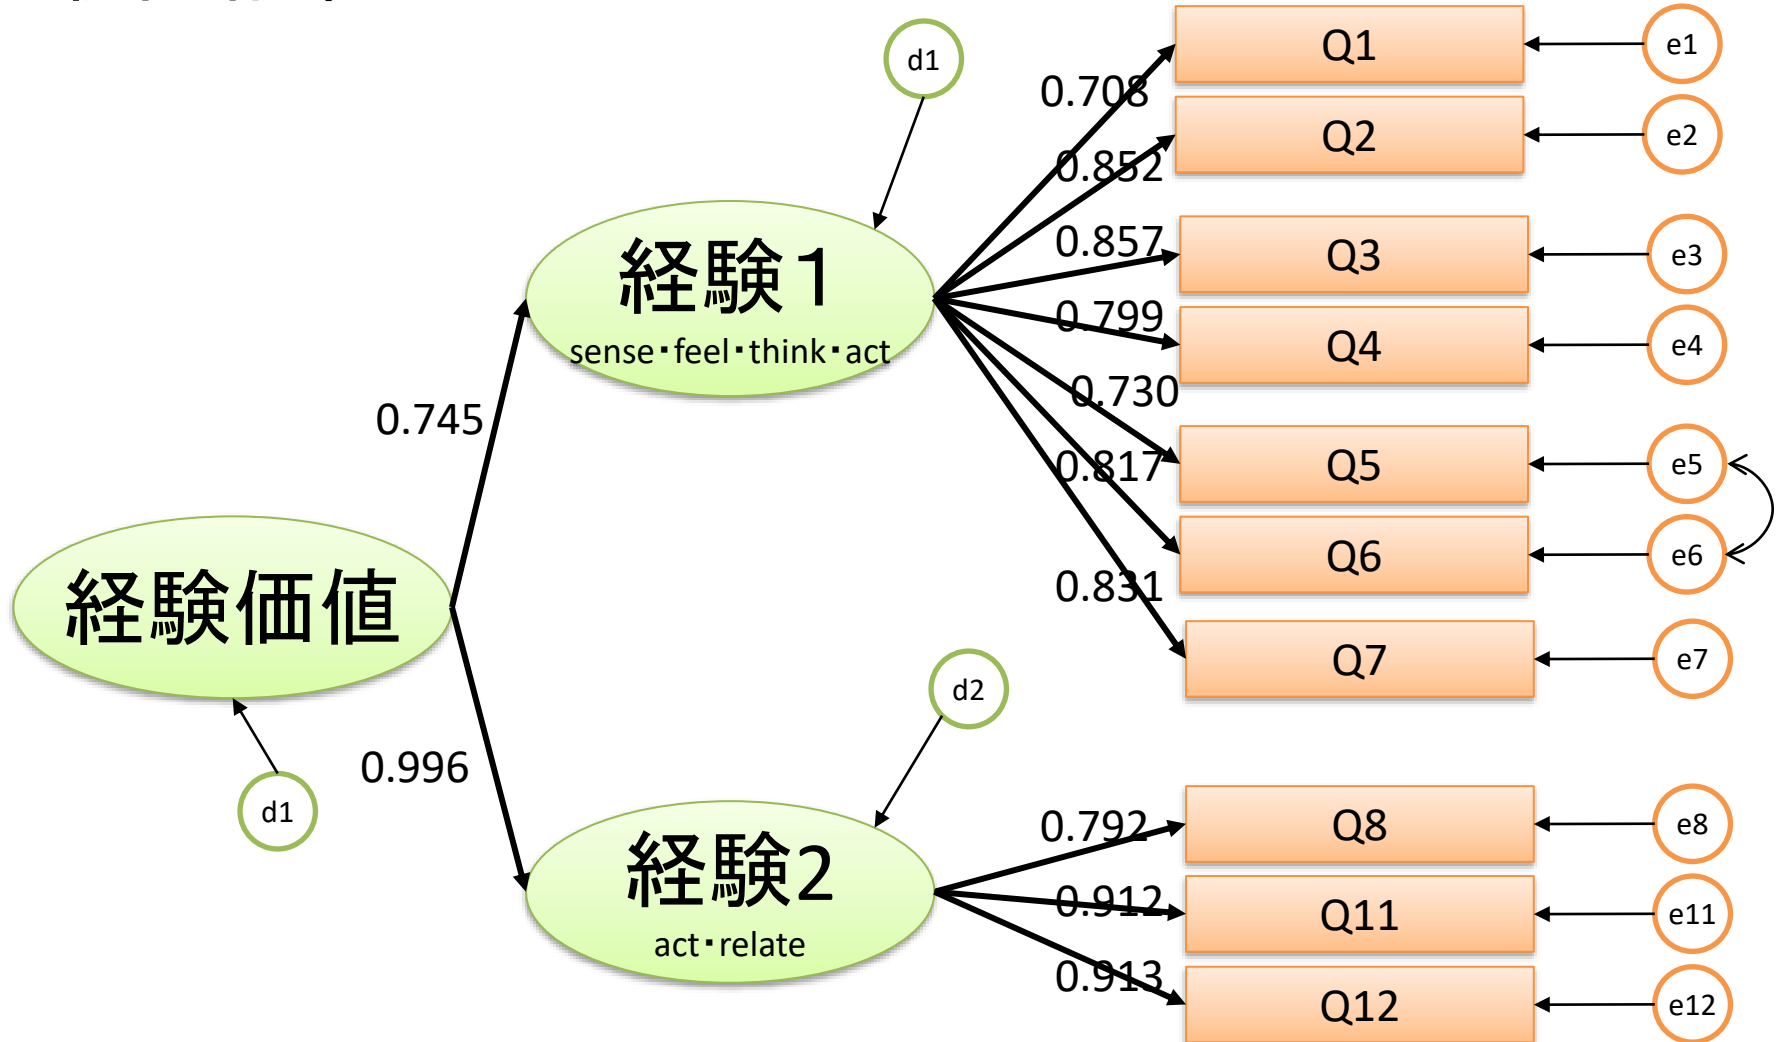 d1
Q1
e1
0.708
Q2
e2
0.852
経験1
sense・feel・think・act
0.857
Q3
e3
0.799
Q4
e4
0.730
0.745
0.817
Q5
e5
Q6
e6
0.831
経験価値
Q7
e7
d2
0.996
d1
0.792
Q8
e8
経験2
act・relate
0.912
Q11
e11
0.913
Q12
e12